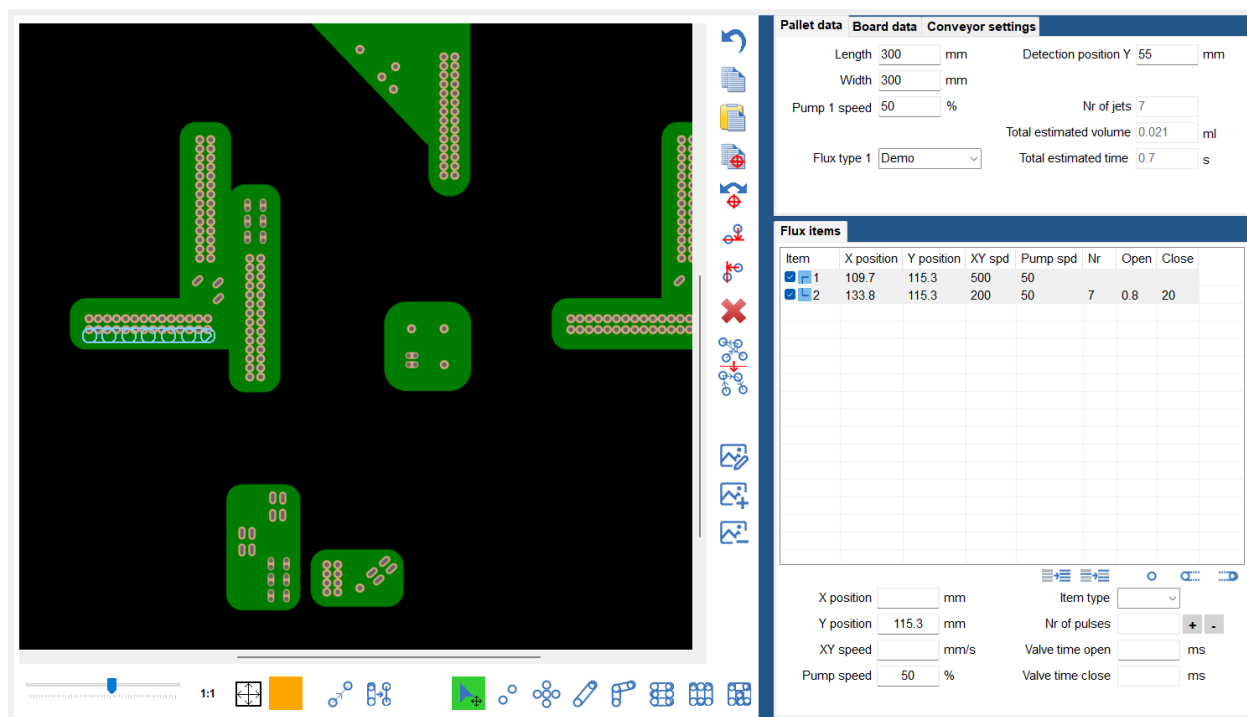 Pallet data Board data Conveyor settings
Length 300 mm Detection position Y 55 mm
Width 300 mm
Pump 1 speed 50 % Nr of jets 7
Total estimated volume 0.021 ml
Flux type 1 Demo Total estimated time 0.7 s
Flux items
Item X position Y position XY spd Pump spd Nr Open Close
1 109.7 115.3 500 50
2 133.8 115.3 200 50 7 0.8 20
X position mm Item type
Y position 115.3 mm Nr of pulses + -
XY speed mm/s Valve time open ms
Pump speed 50 % Valve time close ms
1:1